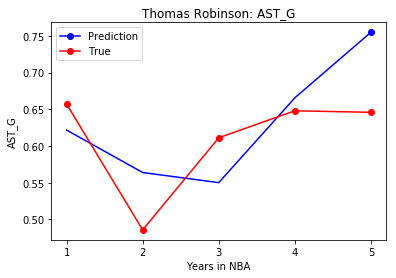 Thomas Robinson: AST_G
Prediction
True
0.75
0.70
0.65
0.60
0.55
0.50
AST_G
1 2 3 4 5
Years in NBA